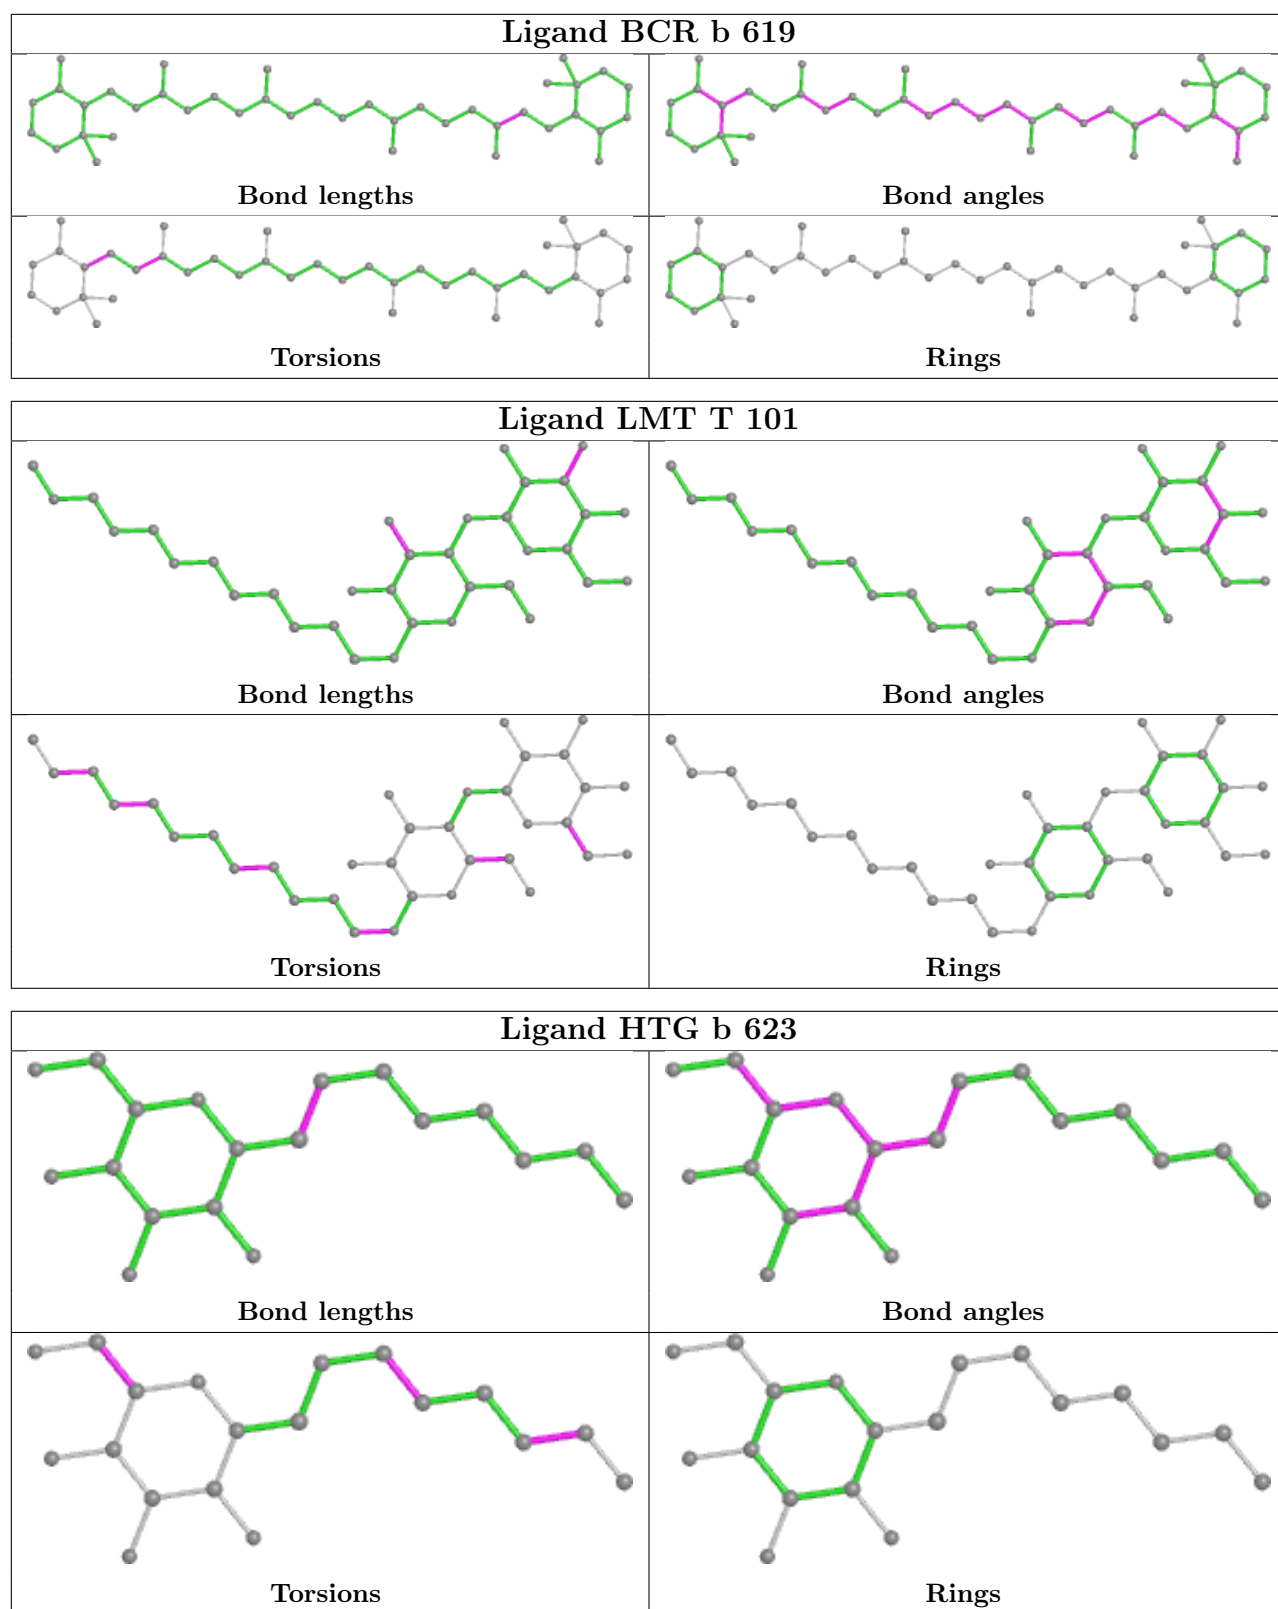 Ligand BCR b 619
Bond lengths
Bond angles
Torsions
Rings
Ligand LMT T 101
Bond lengths
Bond angles
Torsions
Rings
Ligand HTG b 623
Bond lengths
Bond angles
Torsions
Rings